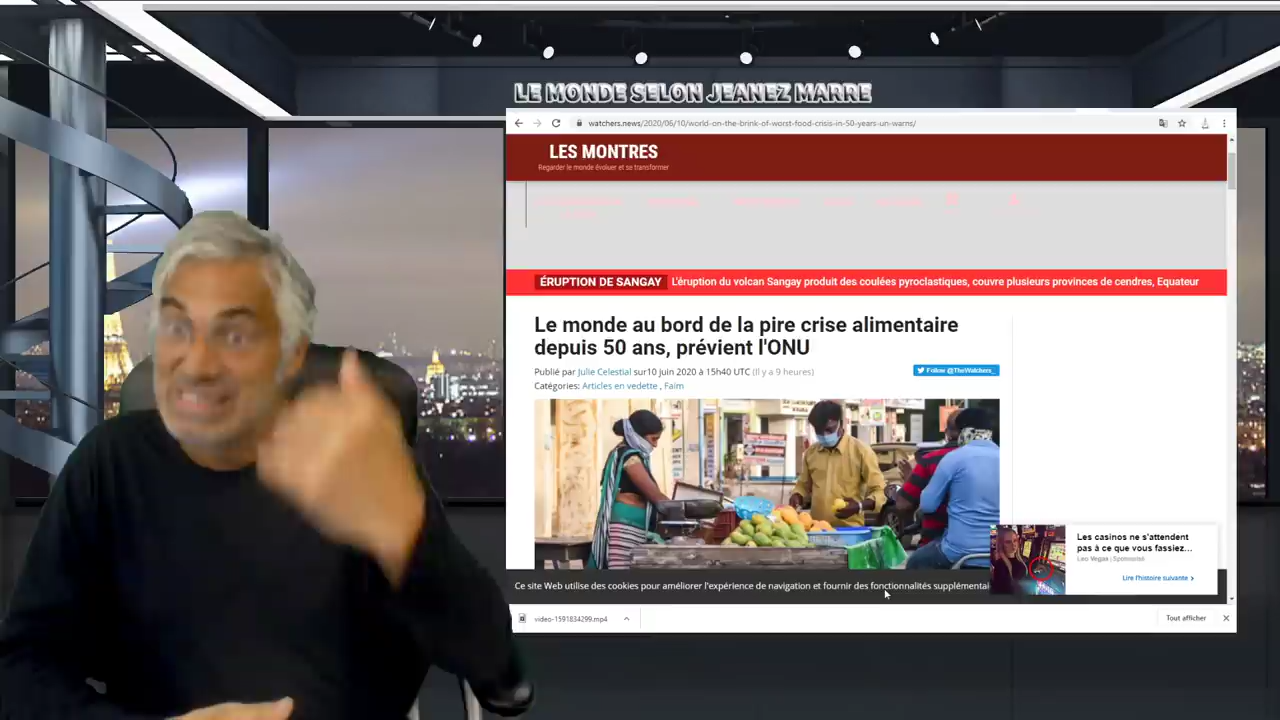 LE MONDE SELON JEANEZ MARRE
watchers.news/2020/06/10/world-on-the-brink-of-worst-food-crisis-in-50-years-un-warns/
LES MONTRES
Regarder le monde évoluer et se transformer
ÉRUPTION DE SANGAY L'éruption du volcan Sangay produit des coulées pyroclastiques, couvre plusieurs provinces de cendres, Equateur
Le monde au bord de la pire crise alimentaire
depuis 50 ans, prévient l'ONU
Publié par Julie Celestial sur10 juin 2020 à 15h40 UTC (Il y a 9 heures)
Follow @TheWatchers_
Catégories: Articles en vedette , Faim
Les casinos ne s'attendent
pas à ce que vous fassiez...
Leo Vegas | Sponsorisé
Lire l'histoire suivante >
Ce site Web utilise des cookies pour améliorer l'expérience de navigation et fournir des fonctionnalités supplémentai
video-1591834299.mp4
Tout afficher